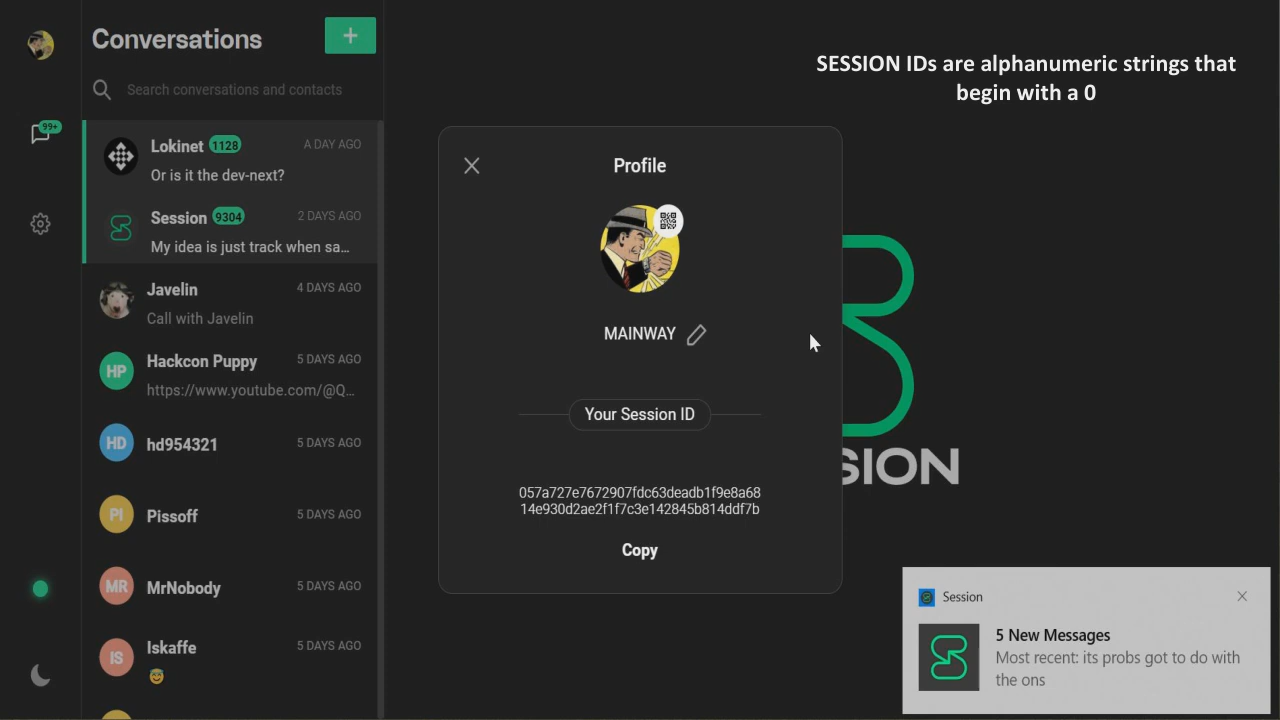 Conversations
+
SESSION IDs are alphanumeric strings that
begin with a 0
Search conversations and contacts
99+
Lokinet 1128 A DAY AGO
Or is it the dev-next?
Session 9304 2 DAYS AGO
My idea is just track when sa...
Javelin 4 DAYS AGO
Call with Javelin
HP Hackcon Puppy 5 DAYS AGO
https://www.youtube.com/@Q...
HD hd954321 5 DAYS AGO
PI Pissoff 5 DAYS AGO
MR MrNobody 5 DAYS AGO
IS Iskaffe 5 DAYS AGO
😇
Profile
MAINWAY
Your Session ID
057a727e7672907fdc63deadb1f9e8a68
14e930d2ae2f1f7c3e142845b814ddf7b
Copy
SION
Session
5 New Messages
Most recent: its probs got to do with
the ons